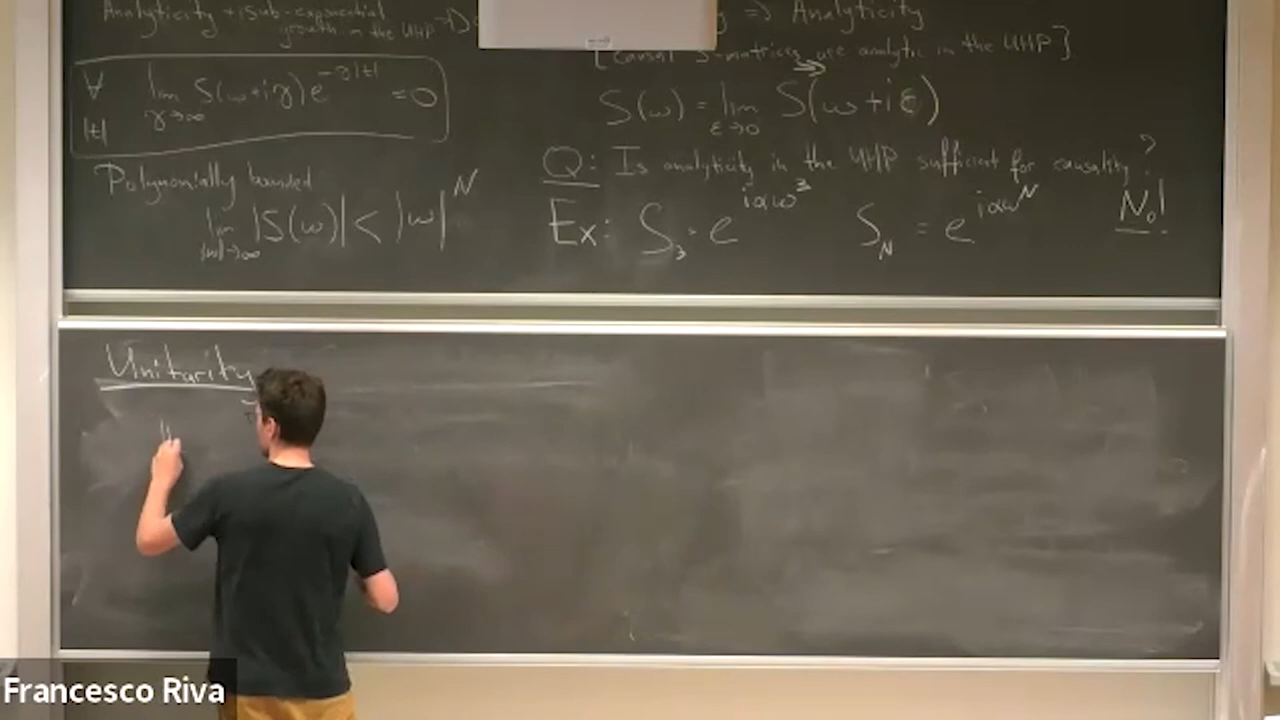 Analyticity + sub-exponential
growth in the UHP
∀ |t| lim γ→∞ S(ω+iγ) e^{-γ|t|} = 0
Polynomially bounded
lim |ω|→∞ |S(ω)| < |ω|^N
=> Analyticity
[causal S-matrices are analytic in the UHP]
S(ω) = lim ε→0 S(ω+iε)
Q: Is analyticity in the UHP sufficient for causality?
Ex: S_3 = e^{iαω^3} S_N = e^{iαω^N} No!
Unitarity
Francesco Riva